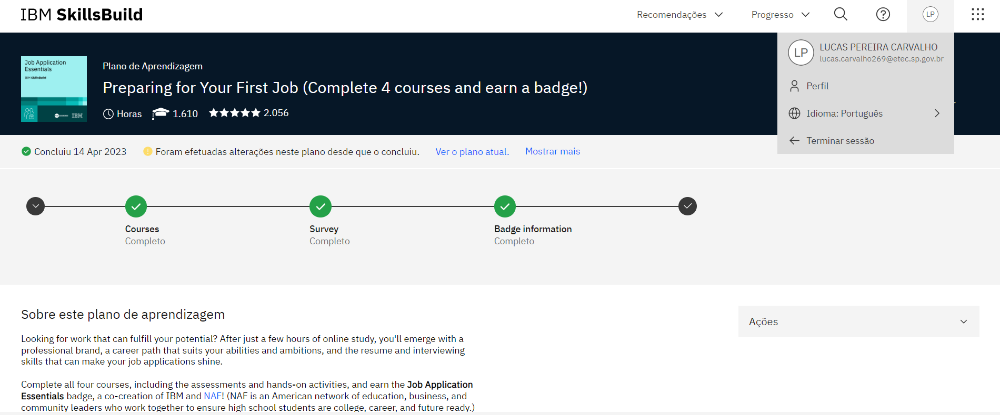 IBM SkillsBuild
Recomendações
Progresso
LP
LP
LUCAS PEREIRA CARVALHO
lucas.carvalho269@etec.sp.gov.br
Perfil
Idioma: Português
Terminar sessão
Job Application
Essentials
IBM SkillsBuild
IBM
Plano de Aprendizagem
Preparing for Your First Job (Complete 4 courses and earn a badge!)
Horas 1.610 2.056
Concluiu 14 Apr 2023 Foram efetuadas alterações neste plano desde que o concluiu. Ver o plano atual. Mostrar mais
Courses
Completo
Survey
Completo
Badge information
Completo
Sobre este plano de aprendizagem
Looking for work that can fulfill your potential? After just a few hours of online study, you'll emerge with a
professional brand, a career path that suits your abilities and ambitions, and the resume and interviewing
skills that can make your job applications shine.
Complete all four courses, including the assessments and hands-on activities, and earn the Job Application
Essentials badge, a co-creation of IBM and NAF! (NAF is an American network of education, business, and
community leaders who work together to ensure high school students are college, career, and future ready.)
Ações